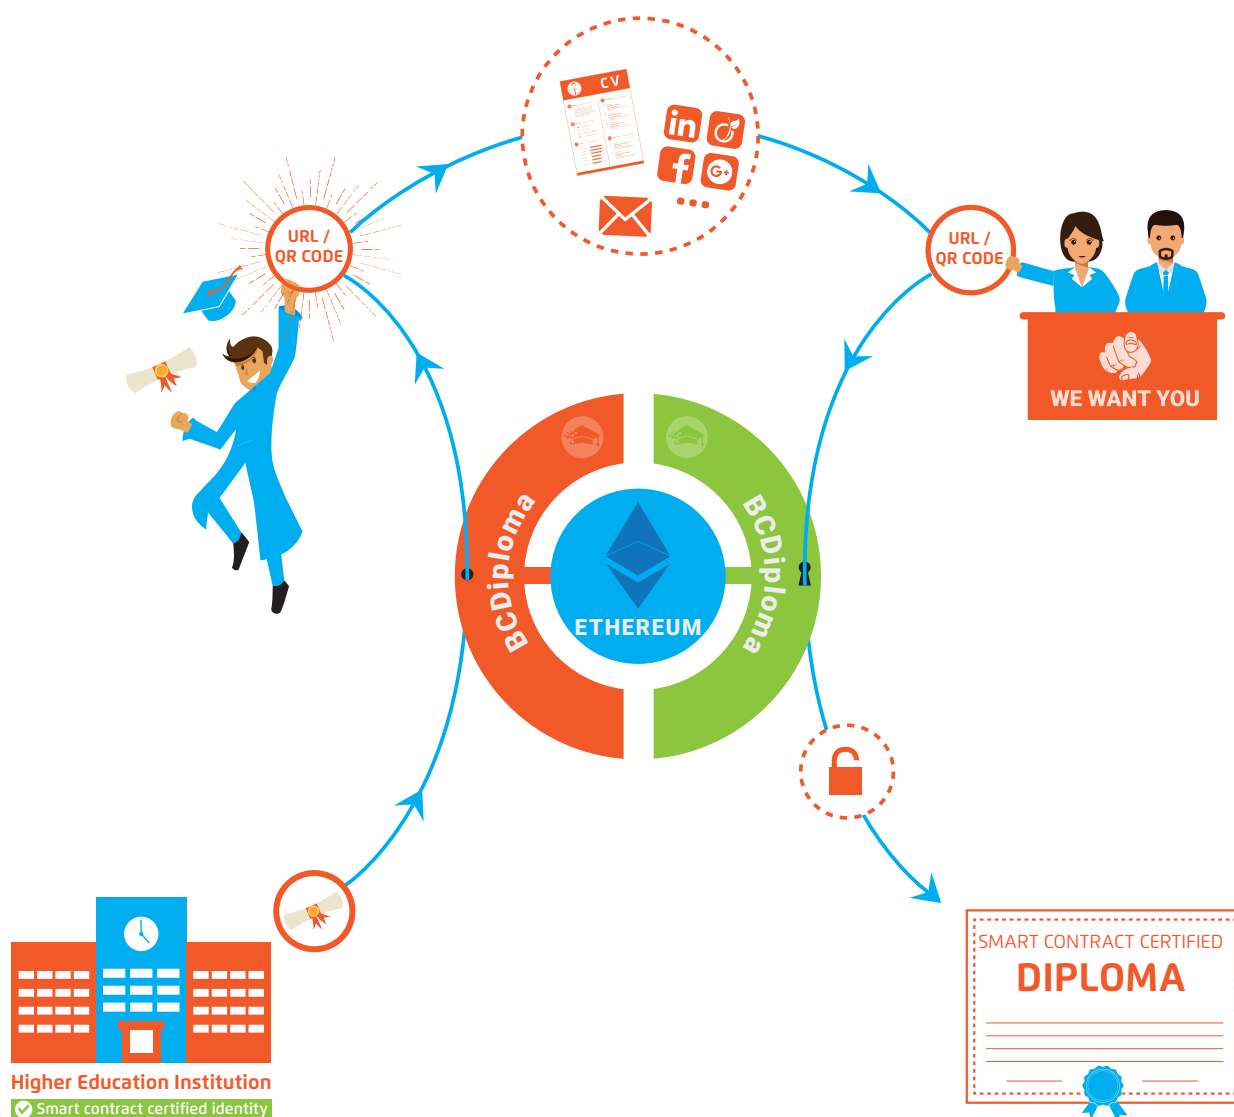 CV
in
f
G+
URL /
QR CODE
URL /
QR CODE
WE WANT YOU
BCDiploma
BCDiploma
ETHEREUM
SMART CONTRACT CERTIFIED
DIPLOMA
Higher Education Institution
Smart contract certified identity